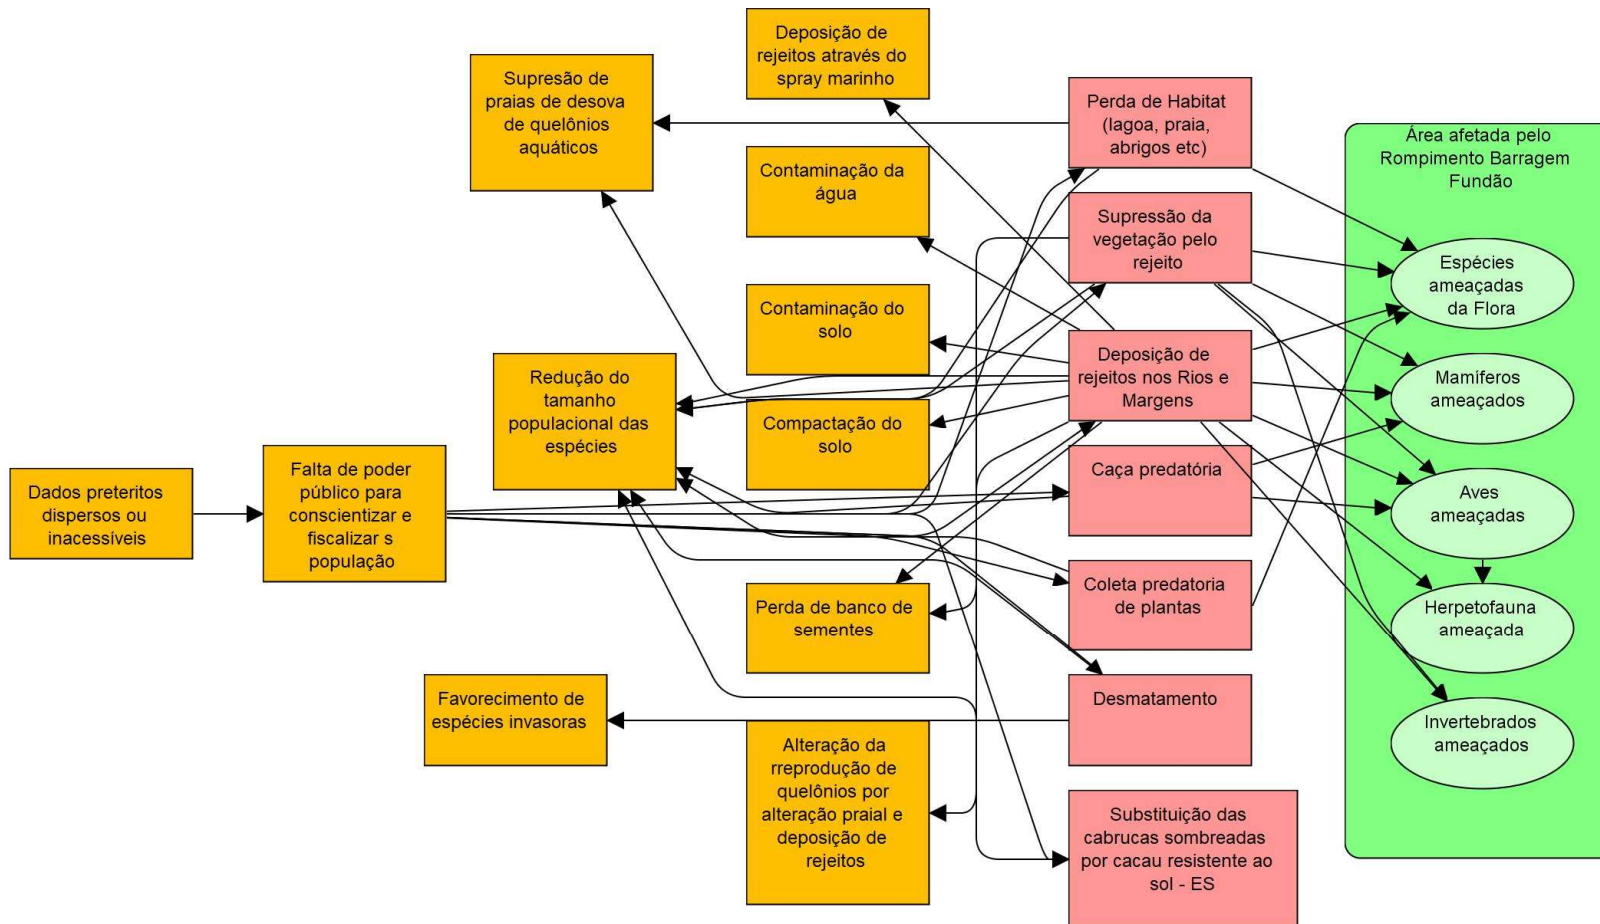 Deposição de
rejeitos através do
spray marinho
Supresão de
praias de desova
de quelônios
aquáticos
Perda de Habitat
(lagoa, praia,
abrigos etc)
Área afetada pelo
Rompimento Barragem
Fundão
Contaminação da
água
Supressão da
vegetação pelo
rejeito
Espécies
ameaçadas
da Flora
Contaminação do
solo
Deposição de
rejeitos nos Rios e
Margens
Redução do
tamanho
populacional das
espécies
Mamíferos
ameaçados
Compactação do
solo
Caça predatória
Falta de poder
público para
conscientizar e
fiscalizar s
população
Dados preteritos
dispersos ou
inacessíveis
Aves
ameaçadas
Perda de banco de
sementes
Coleta predatoria
de plantas
Herpetofauna
ameaçada
Favorecimento de
espécies invasoras
Desmatamento
Invertebrados
ameaçados
Alteração da
rreprodução de
quelônios por
alteração praial e
deposição de
rejeitos
Substituição das
cabrucas sombreadas
por cacau resistente ao
sol - ES